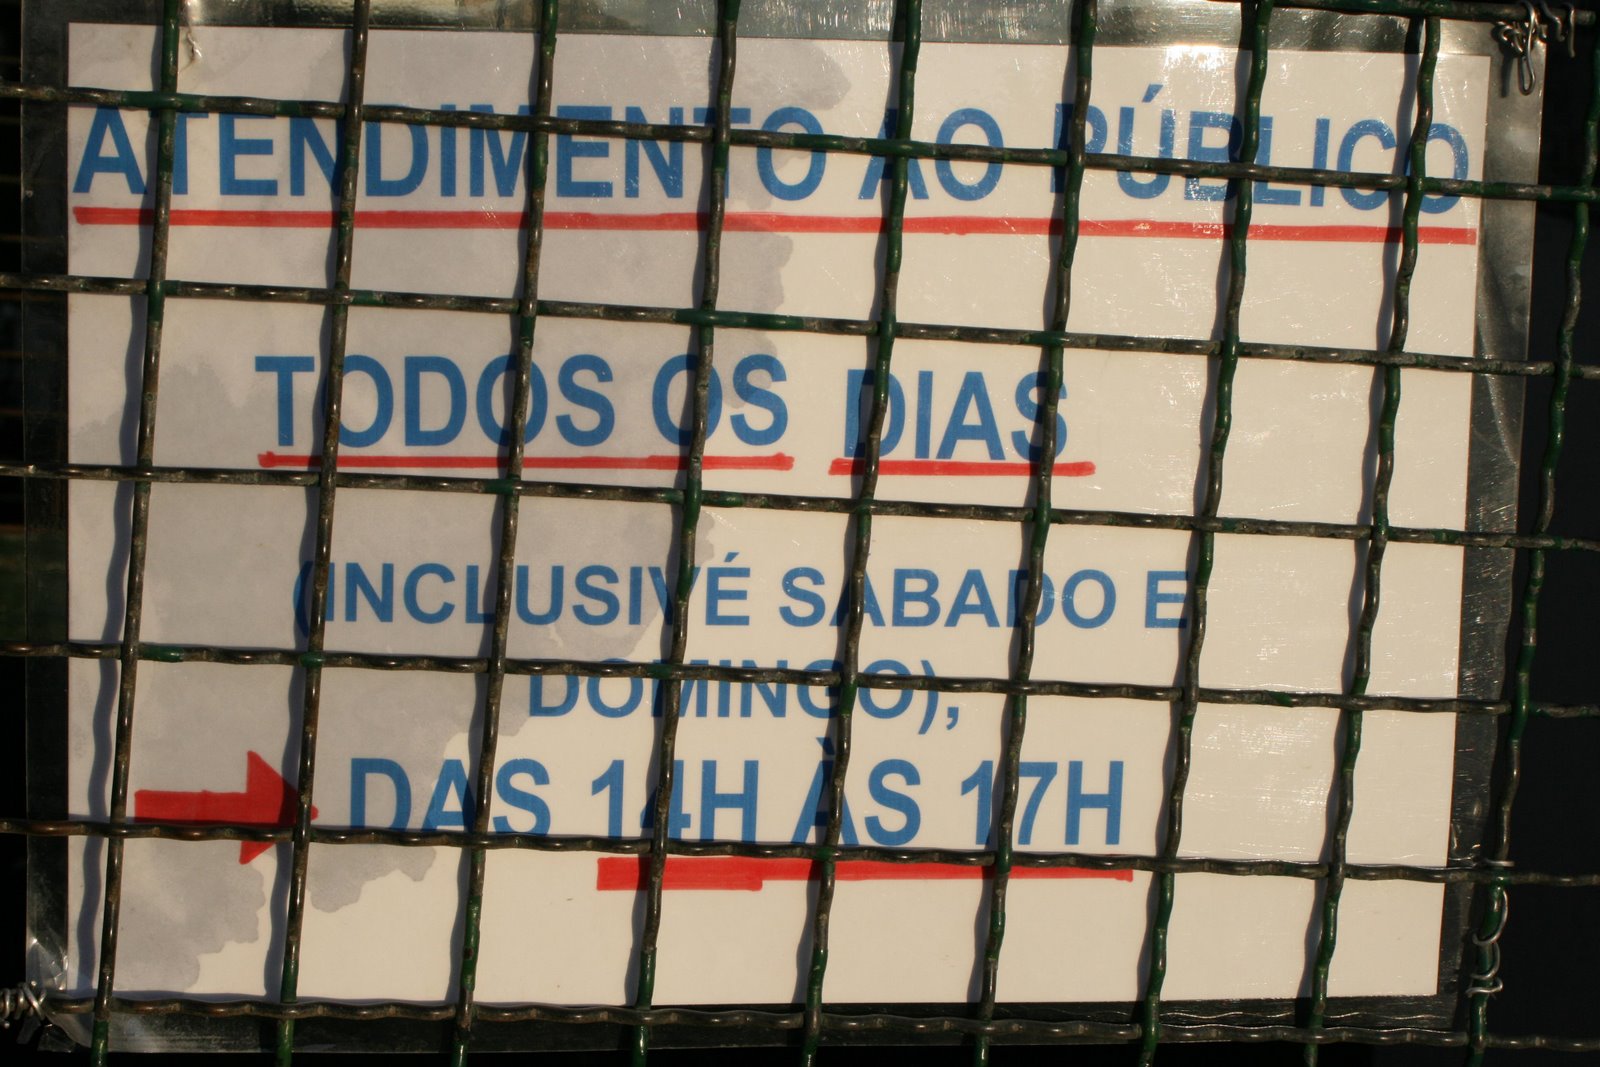 ATENDIMENTO AO PÚBLICO
TODOS OS DIAS
(INCLUSIVÉ SABADO E
DOMINGO),
DAS 14H ÀS 17H